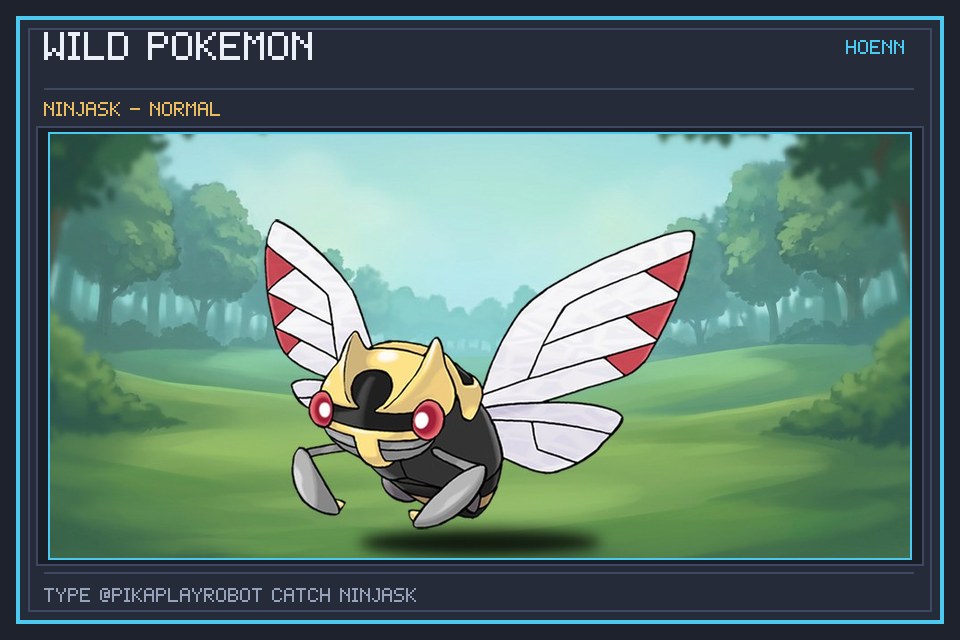 WILD POKEMON
HOENN
NINJASK - NORMAL
TYPE @PIKAPLAYROBOT CATCH NINJASK